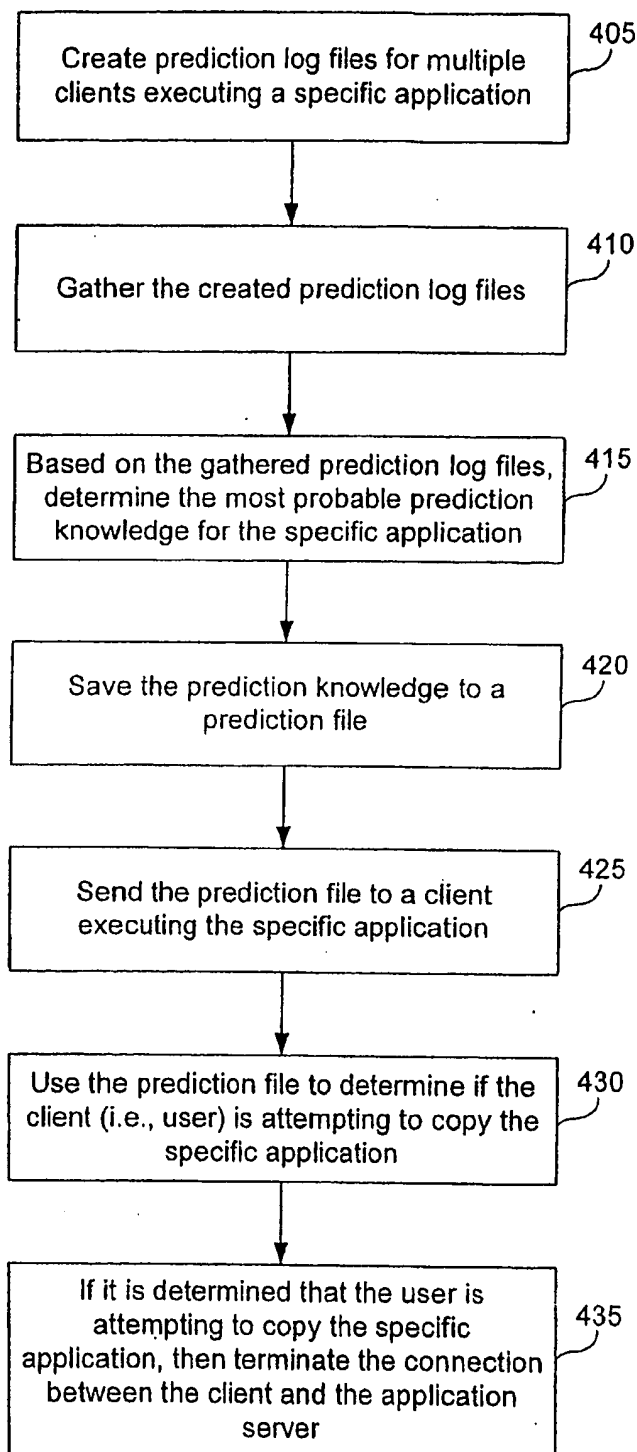 405
Create prediction log files for multiple
clients executing a specific application
410
Gather the created prediction log files
415
Based on the gathered prediction log files,
determine the most probable prediction
knowledge for the specific application
420
Save the prediction knowledge to a
prediction file
425
Send the prediction file to a client
executing the specific application
430
Use the prediction file to determine if the
client (i.e., user) is attempting to copy the
specific application
435
If it is determined that the user is
attempting to copy the specific
application, then terminate the connection
between the client and the application
server